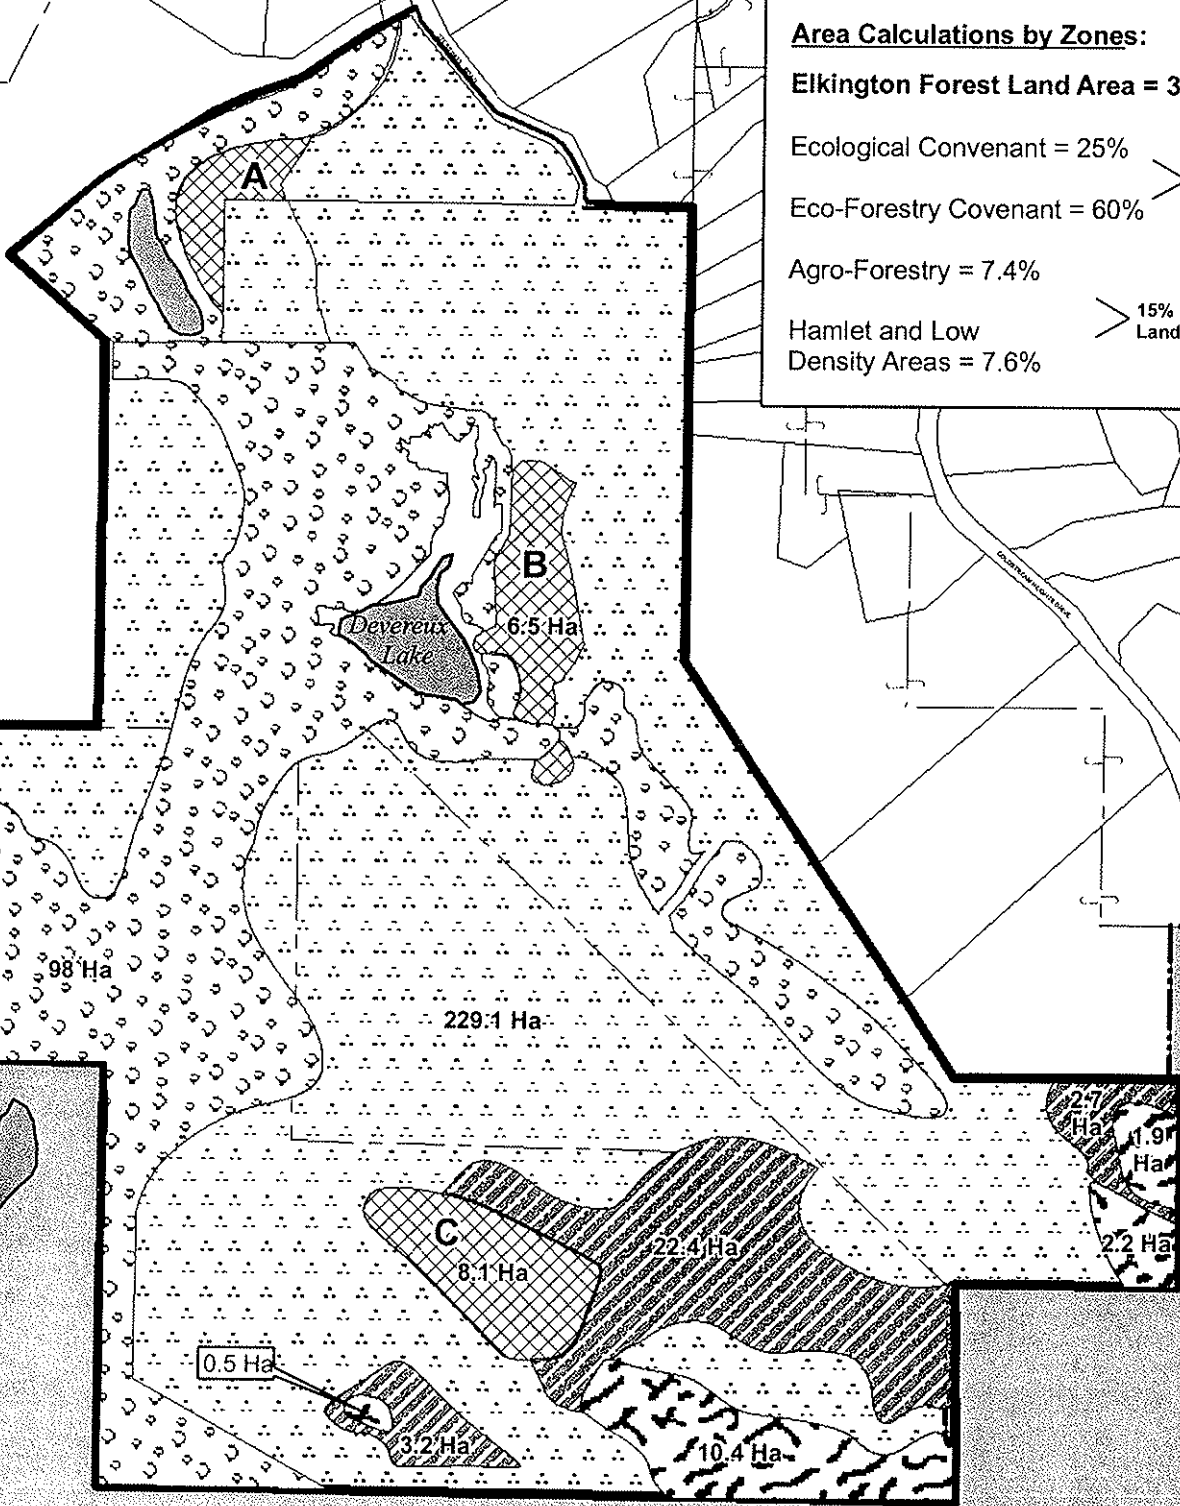 Area Calculations by Zones:
Elkington Forest Land Area = 3
Ecological Convenant = 25%
Eco-Forestry Covenant = 60%
Agro-Forestry = 7.4%
15%
Land
Hamlet and Low
Density Areas = 7.6%
A
B
6.5 Ha
Devereux
Lake
GOLDSTREAM HEIGHTS DRIVE
98 Ha
229.1 Ha
2.7
Ha
1.9
Ha
2.2 Ha
C
8.1 Ha
22.4 Ha
0.5 Ha
3.2 Ha
10.4 Ha